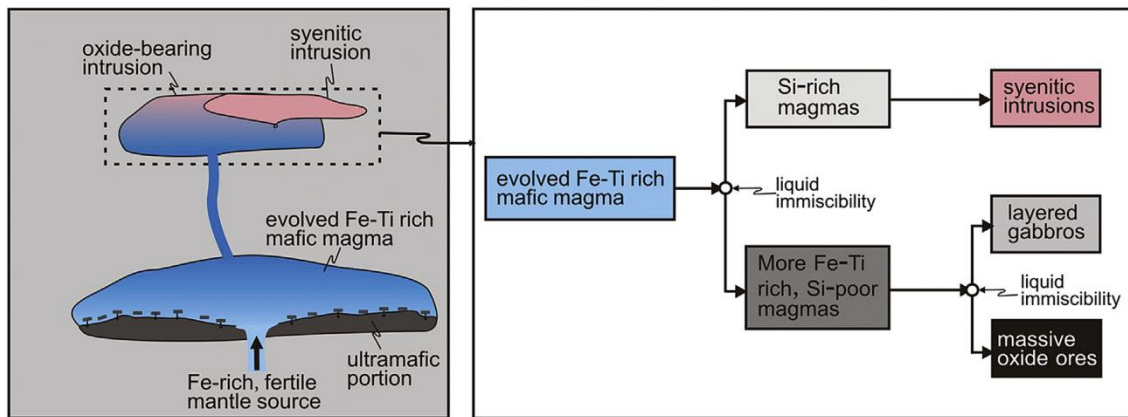 oxide-bearing
intrusion
syenitic
intrusion
evolved Fe-Ti rich
mafic magma
ultramafic
portion
Fe-rich, fertile
mantle source
evolved Fe-Ti rich
mafic magma
liquid
immiscibility
Si-rich
magmas
syenitic
intrusions
More Fe-Ti
rich, Si-poor
magmas
layered
gabbros
liquid
immiscibility
massive
oxide ores